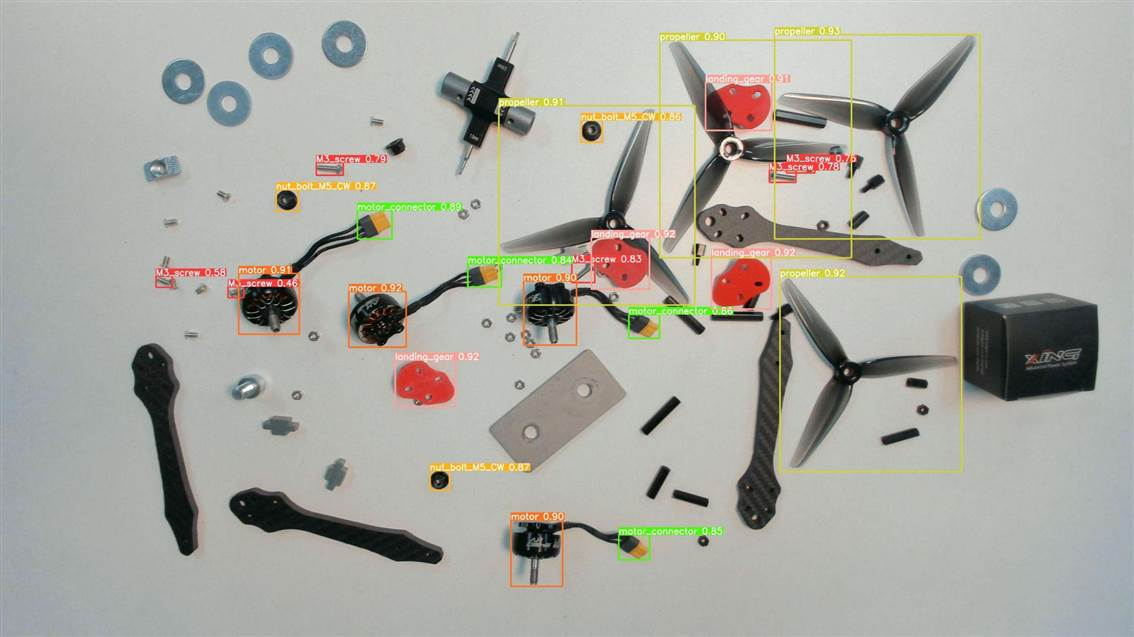 propeller 0.93
propeller 0.90
landing_gear 0.91
propeller 0.91
nut_bolt_M5_CW 0.86
M3_screw 0.79
M3_screw 0.78
nut_bolt_M5_CW 0.87
motor_connector 0.89
landing_gear 0.92
landing_gear 0.92
motor_connector 0.84
M3_screw 0.83
M3_screw 0.58
motor 0.91
motor 0.90
propeller 0.92
M3_screw 0.46
motor 0.92
motor_connector 0.86
XING
landing_gear 0.92
nut_bolt_M5_CW 0.87
motor 0.90
motor_connector 0.85